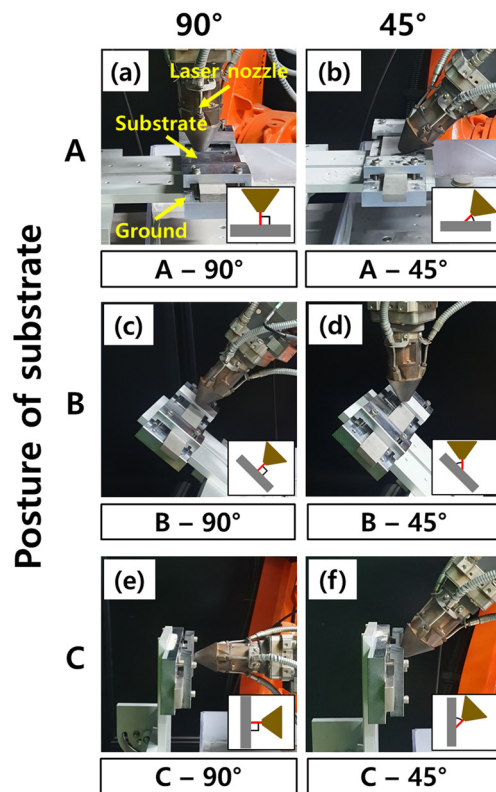 90°
45°
(a)
Laser nozzle
Substrate
Ground
(b)
A
A – 90°
A – 45°
Posture of substrate
(c)
(d)
B
B – 90°
B – 45°
(e)
(f)
C
C – 90°
C – 45°